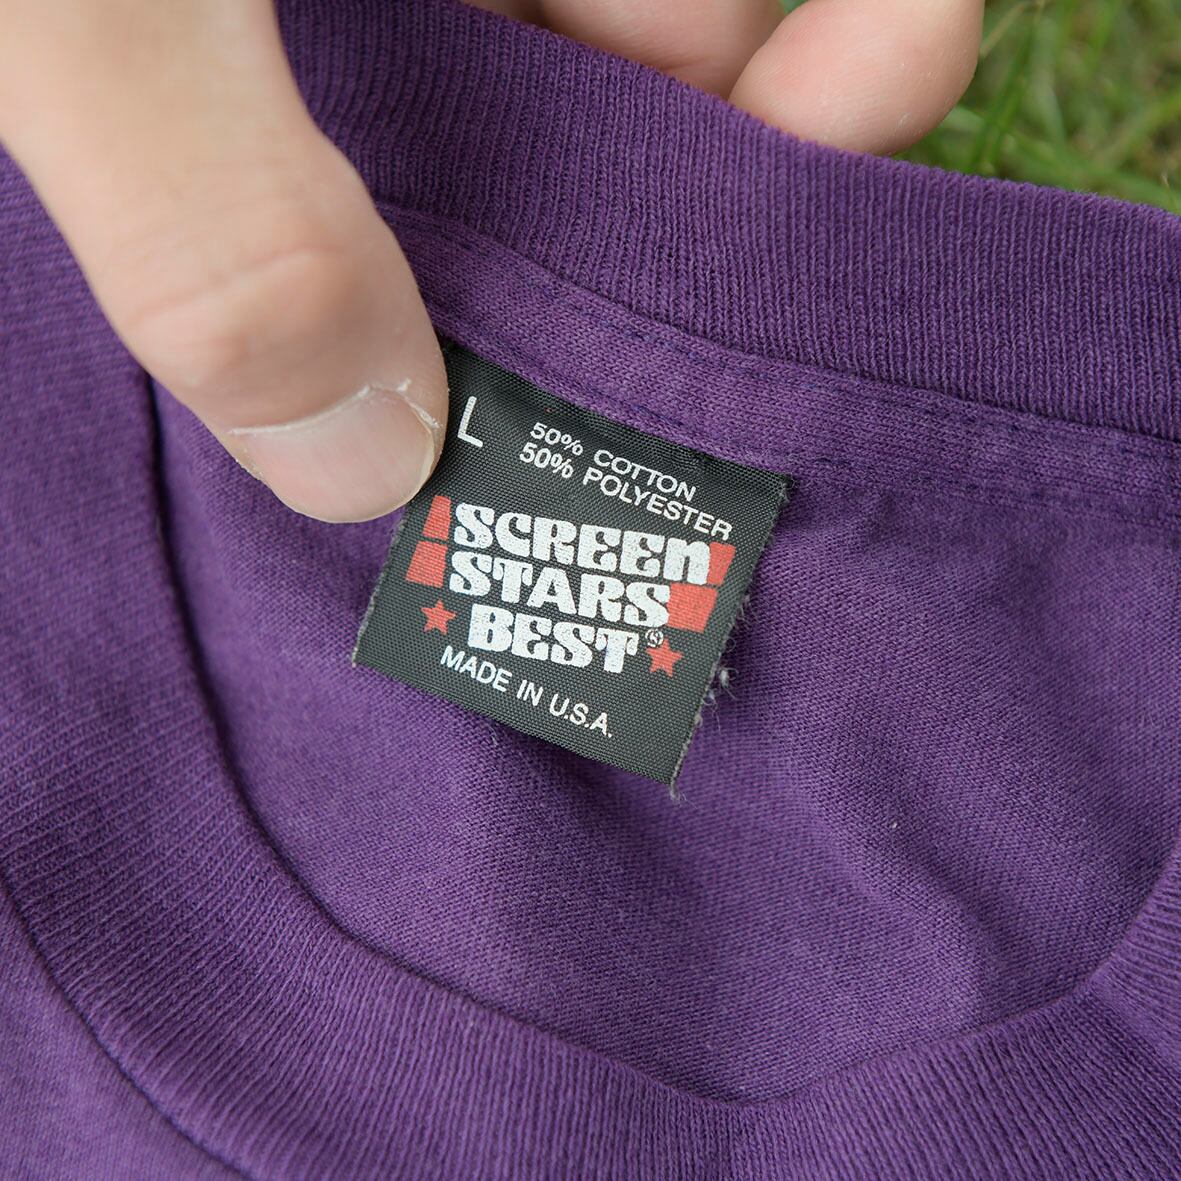 L
50% COTTON
50% POLYESTER
SCREEN
STARS
BEST®
MADE IN U.S.A.